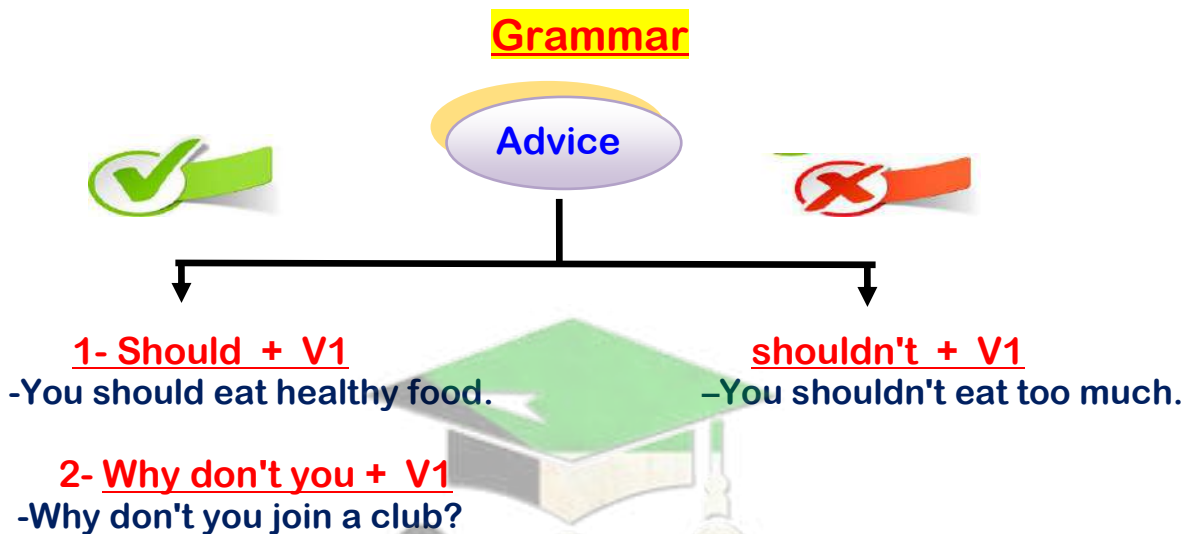 Grammar
Advice
1- Should + V1
-You should eat healthy food.
shouldn't + V1
–You shouldn't eat too much.
2- Why don't you + V1
-Why don't you join a club?